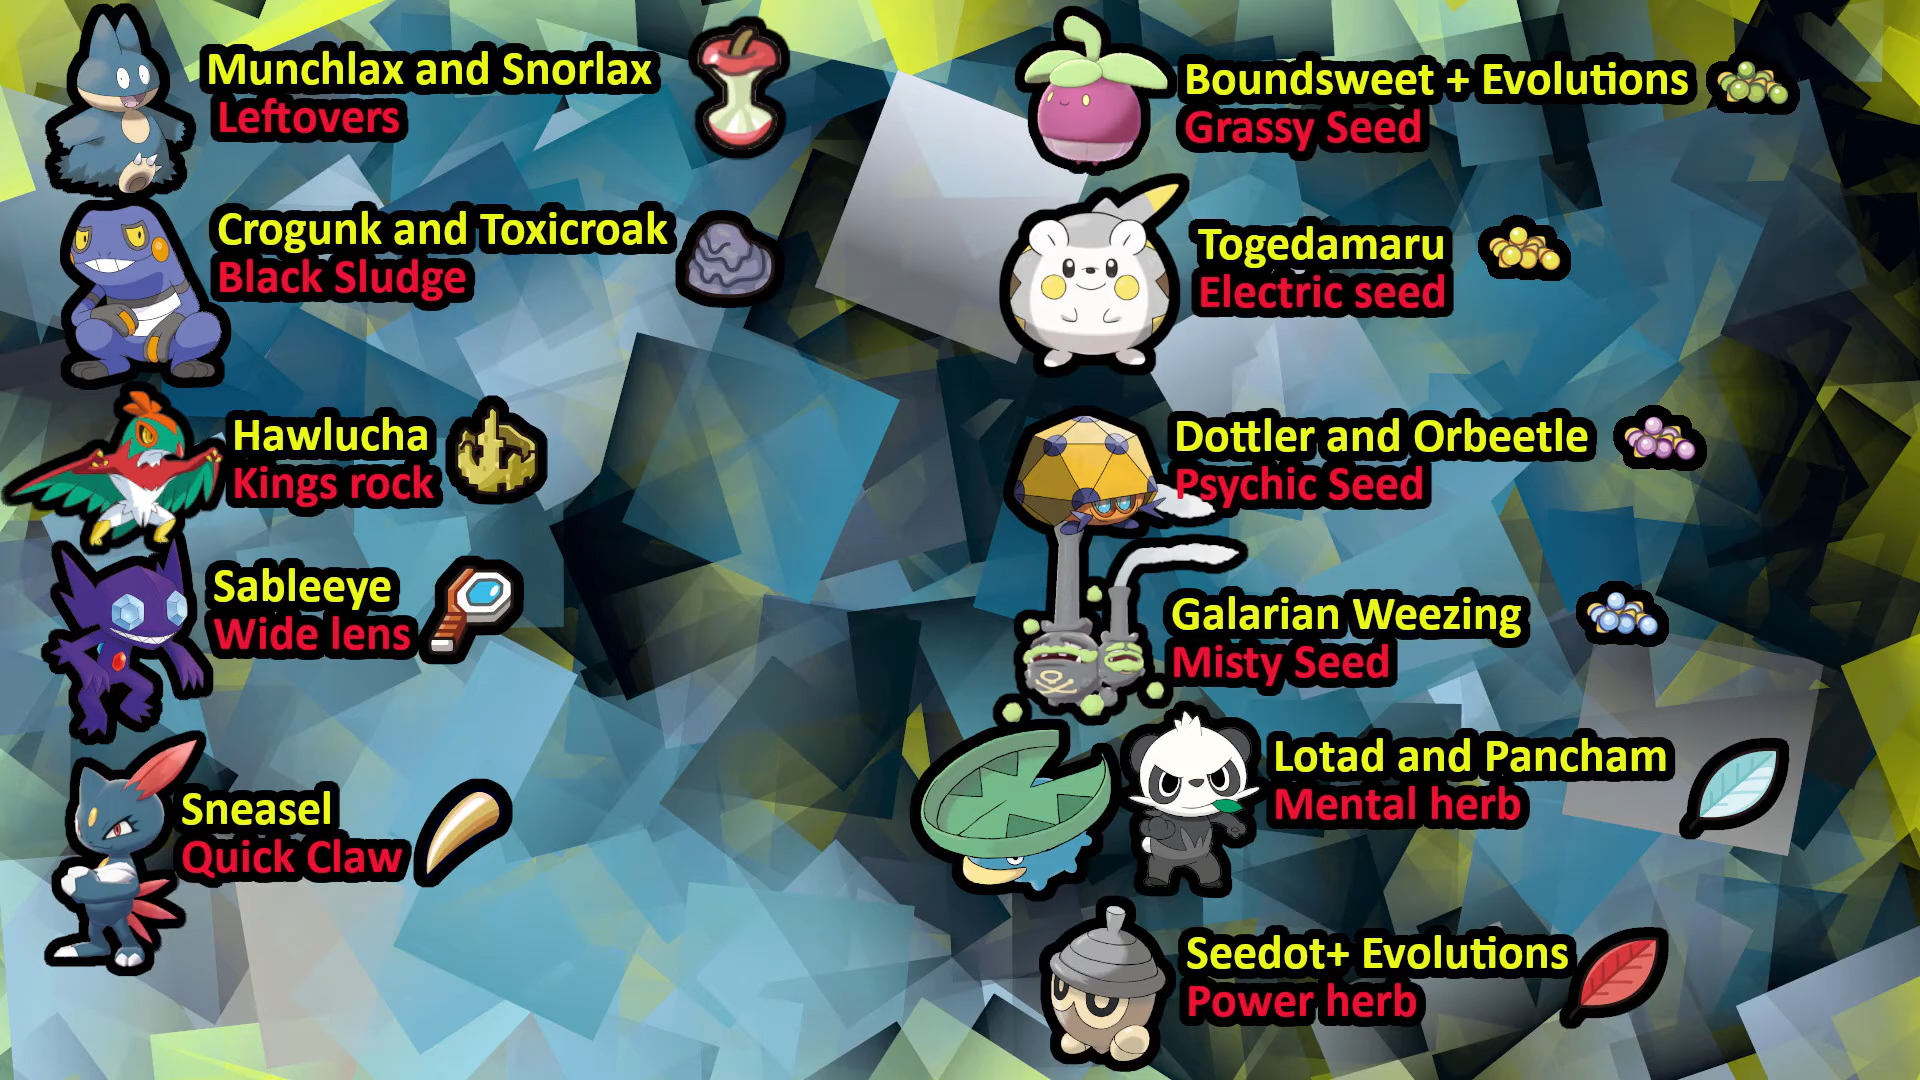 Munchlax and Snorlax
Leftovers
Crogunk and Toxicroak
Black Sludge
Hawlucha
Kings rock
Sableeye
Wide lens
Sneasel
Quick Claw
Boundsweet + Evolutions
Grassy Seed
Togedamaru
Electric seed
Dottler and Orbeetle
Psychic Seed
Galarian Weezing
Misty Seed
Lotad and Pancham
Mental herb
Seedot+ Evolutions
Power herb